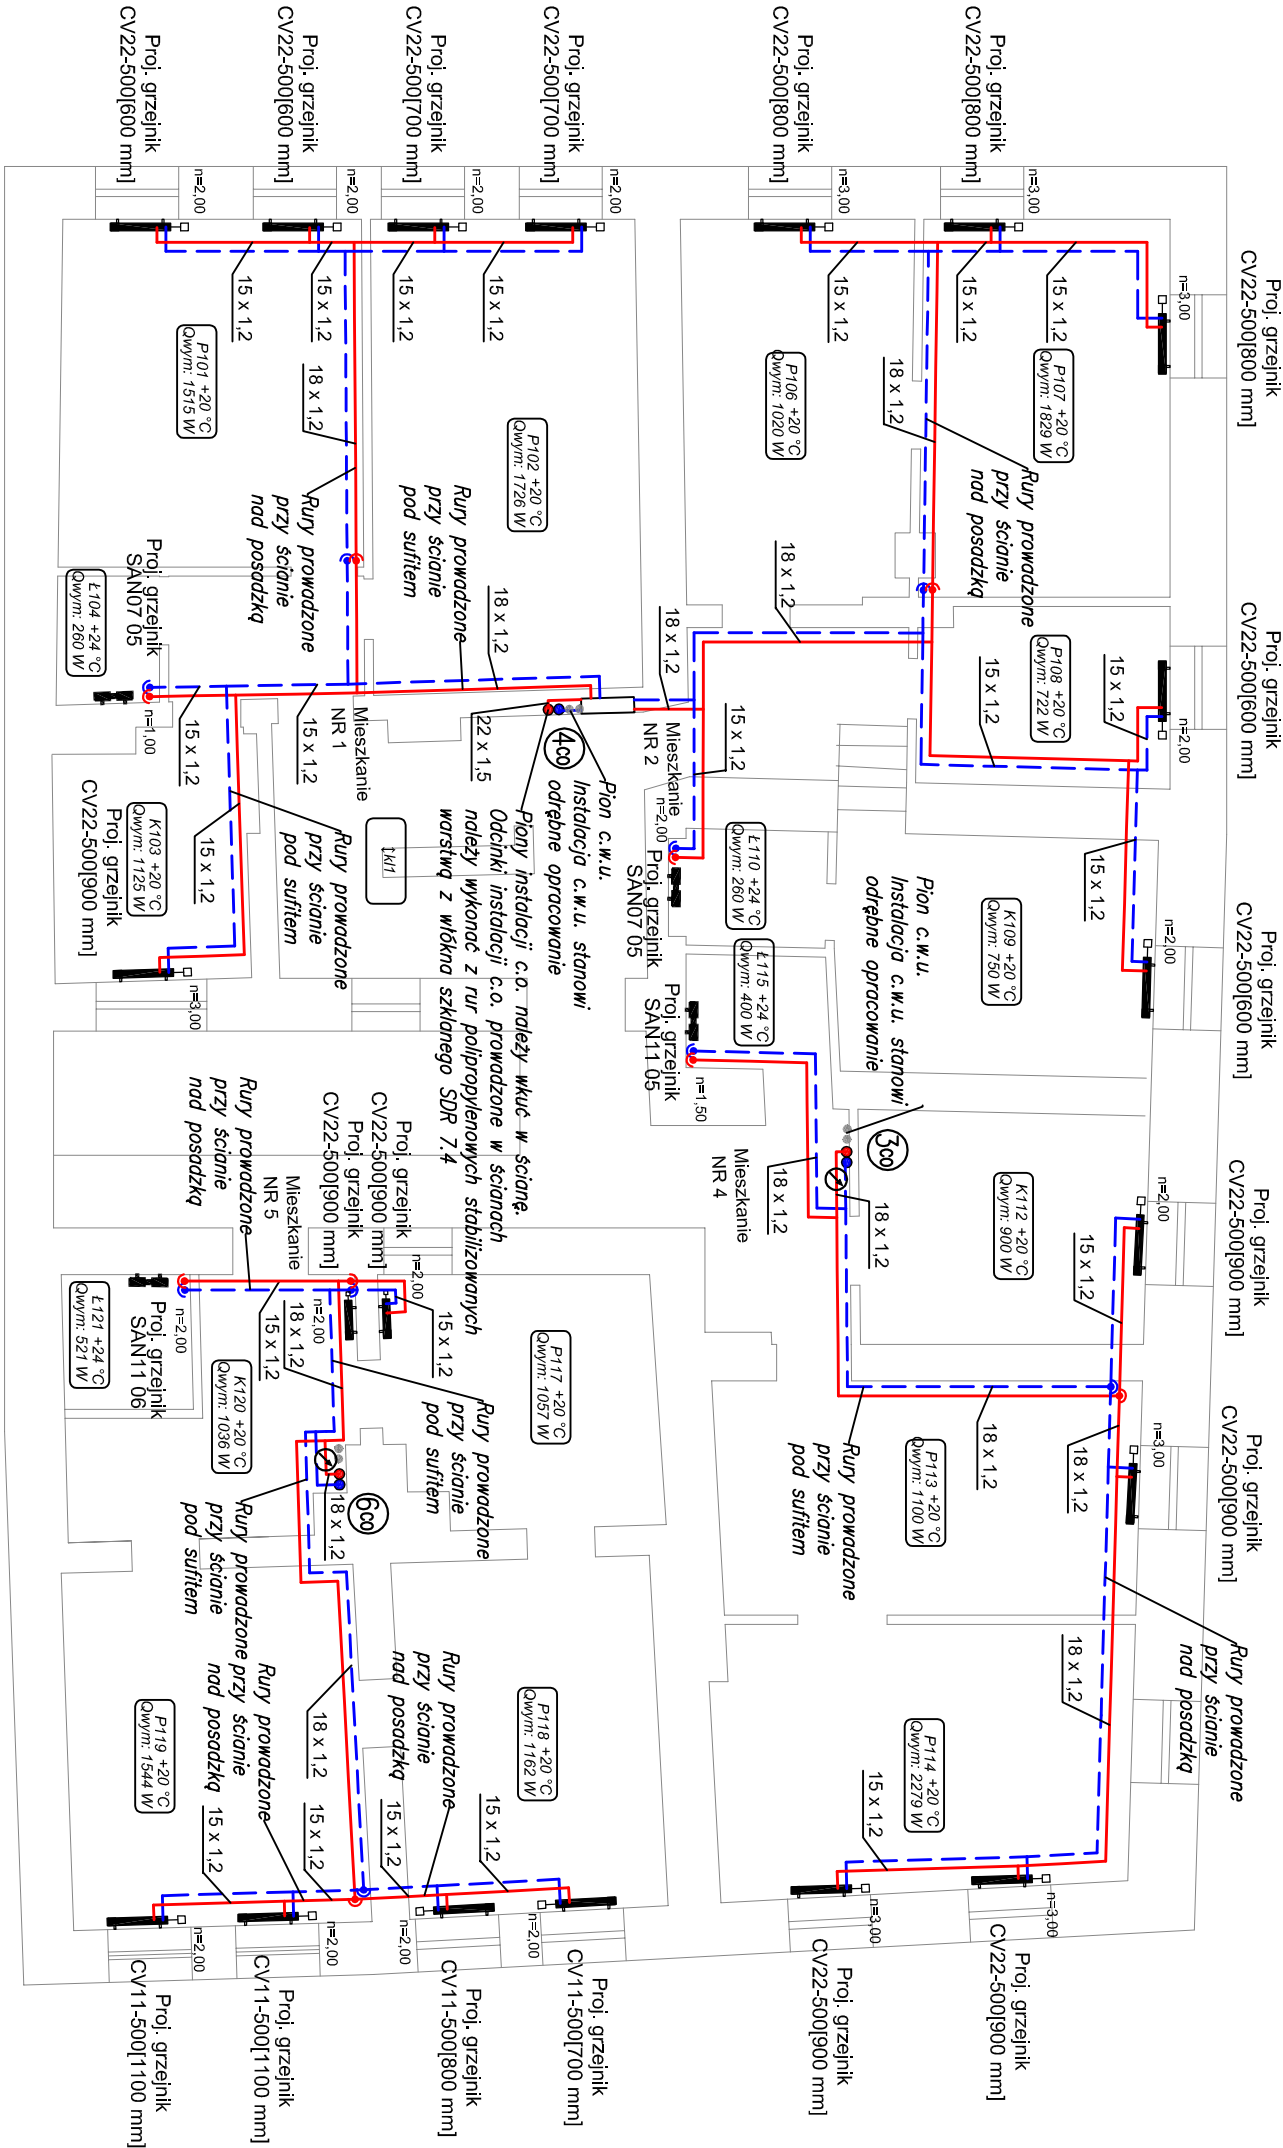 Proj. grzejnik
CV22-500[600 mm]
Proj. grzejnik
CV22-500[600 mm]
Proj. grzejnik
CV22-500[700 mm]
Proj. grzejnik
CV22-500[700 mm]
Proj. grzejnik
CV22-500[800 mm]
Proj. grzejnik
CV22-500[800 mm]
Proj. grzejnik
CV22-500[800 mm]
n=2,00
n=2,00
n=2,00
n=2,00
n=3,00
n=3,00
n=3,00
15 x 1,2
15 x 1,2
15 x 1,2
15 x 1,2
15 x 1,2
15 x 1,2
15 x 1,2
P101 +20 °C
Qwym: 1515 W
18 x 1,2
P102 +20 °C
Qwym: 1726 W
P106 +20 °C
Qwym: 1020 W
18 x 1,2
P107 +20 °C
Qwym: 1829 W
Rury prowadzone
przy ścianie
nad posadzką
Rury prowadzone
przy ścianie
pod sufitem
Rury prowadzone
przy ścianie
nad posadzką
18 x 1,2
18 x 1,2
18 x 1,2
Proj. grzejnik
SAN07 05
Ł104 +24 °C
Qwym: 260 W
n=1,00
15 x 1,2
15 x 1,2
Mieszkanie
NR 1
22 x 1,5
4co
Mieszkanie
NR 2
15 x 1,2
15 x 1,2
P108 +20 °C
Qwym: 722 W
15 x 1,2
n=2,00
Proj. grzejnik
CV22-500[600 mm]
Pion c.w.u.
Instalacja c.w.u. stanowi
odrębne opracowanie
Piony instalacji c.o. należy wkuć w ścianę.
Odcinki instalacji c.o. prowadzone w ścianach
należy wykonać z rur polipropylenowych stabilizowanych
warstwą z włókna szklanego SDR 7.4
1kl1
K103 +20 °C
Qwym: 1125 W
Proj. grzejnik
CV22-500[900 mm]
15 x 1,2
Rury prowadzone
przy ścianie
pod sufitem
n=3,00
n=2,00
Proj. grzejnik
SAN07 05
Ł110 +24 °C
Qwym: 260 W
Ł115 +24 °C
Qwym: 400 W
Proj. grzejnik
SAN11 05
n=1,50
Pion c.w.u.
Instalacja c.w.u. stanowi
odrębne opracowanie
K109 +20 °C
Qwym: 750 W
15 x 1,2
n=2,00
Proj. grzejnik
CV22-500[600 mm]
3co
Mieszkanie
NR 4
18 x 1,2
18 x 1,2
K112 +20 °C
Qwym: 900 W
15 x 1,2
n=2,00
Proj. grzejnik
CV22-500[900 mm]
Rury prowadzone
przy ścianie
nad posadzką
Mieszkanie
NR 5
Proj. grzejnik
CV22-500[900 mm]
Proj. grzejnik
CV22-500[900 mm]
n=2,00
n=2,00
15 x 1,2
18 x 1,2
15 x 1,2
n=2,00
Proj. grzejnik
SAN11 06
Ł121 +24 °C
Qwym: 521 W
K120 +20 °C
Qwym: 1036 W
P117 +20 °C
Qwym: 1057 W
Rury prowadzone
przy ścianie
pod sufitem
6co
18 x 1,2
Rury prowadzone
przy ścianie
pod sufitem
Rury prowadzone
przy ścianie
pod sufitem
18 x 1,2
P113 +20 °C
Qwym: 1100 W
18 x 1,2
n=3,00
Proj. grzejnik
CV22-500[900 mm]
Rury prowadzone
przy ścianie
nad posadzką
18 x 1,2
P114 +20 °C
Qwym: 2279 W
15 x 1,2
n=3,00
n=3,00
Proj. grzejnik
CV22-500[900 mm]
Proj. grzejnik
CV22-500[900 mm]
Rury prowadzone
przy ścianie
nad posadzką
Rury prowadzone
przy ścianie
nad posadzką
18 x 1,2
P118 +20 °C
Qwym: 1162 W
P119 +20 °C
Qwym: 1544 W
15 x 1,2
15 x 1,2
15 x 1,2
15 x 1,2
n=2,00
n=2,00
n=2,00
n=2,00
Proj. grzejnik
CV11-500[1100 mm]
Proj. grzejnik
CV11-500[1100 mm]
Proj. grzejnik
CV11-500[800 mm]
Proj. grzejnik
CV11-500[700 mm]